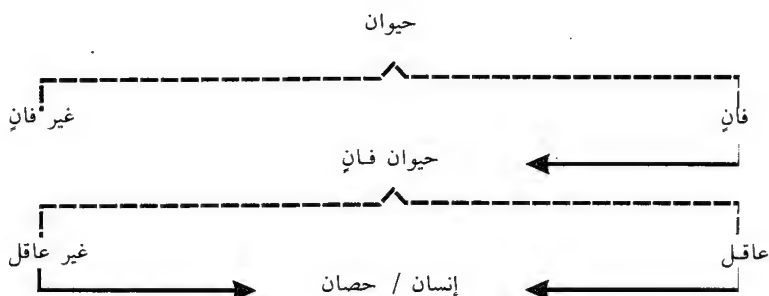 حيوان
فانٍ غير فانٍ
حيوان فانٍ
عاقل غير عاقل
إنسان / حصان